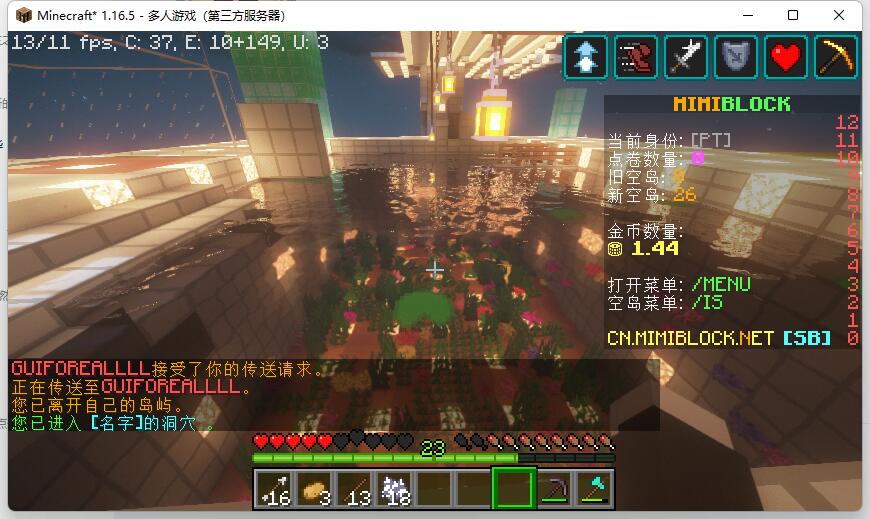 Minecraft* 1.16.5 - 多人游戏（第三方服务器）
13/11 fps, C: 37, E: 10+149, U: 3
MIMIBLOCK
12
当前身份: [PT] 11
点卷数量: 0 10
旧空岛: 0 9
新空岛: 26 8
7
金币数量: 6
1.44 5
4
打开菜单: /MENU 3
空岛菜单: /IS 2
1
CN.MIMIBLOCK.NET [5B] 0
GUIFOREALLLL接受了你的传送请求。
正在传送至GUIFOREALLLL。
您已离开自己的岛屿。
您已进入 [名字]的洞穴 。
23
16 3 13 18